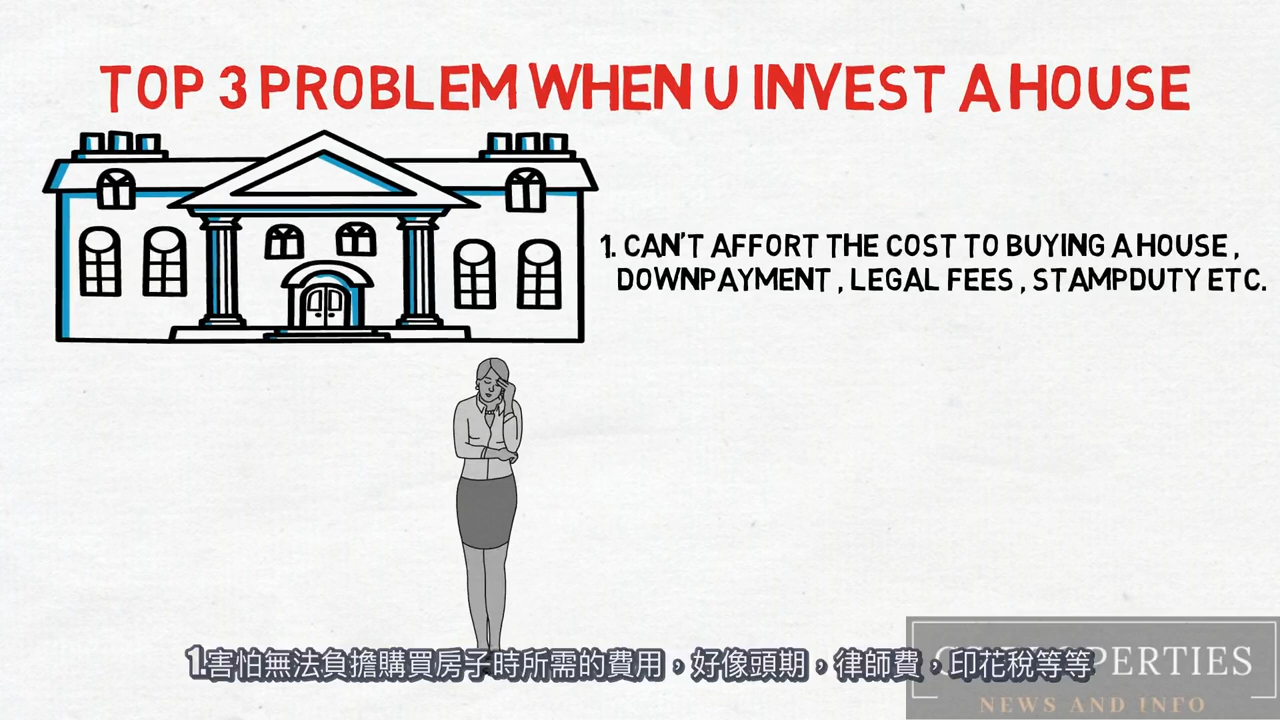 TOP 3 PROBLEM WHEN U INVEST A HOUSE
1. CAN'T AFFORT THE COST TO BUYING A HOUSE,
DOWNPAYMENT, LEGAL FEES, STAMPDUTY ETC.
1.害怕無法負擔購買房子時所需的費用，好像頭期，律師費，印花稅等等
PERTIES
NEWS AND INFO